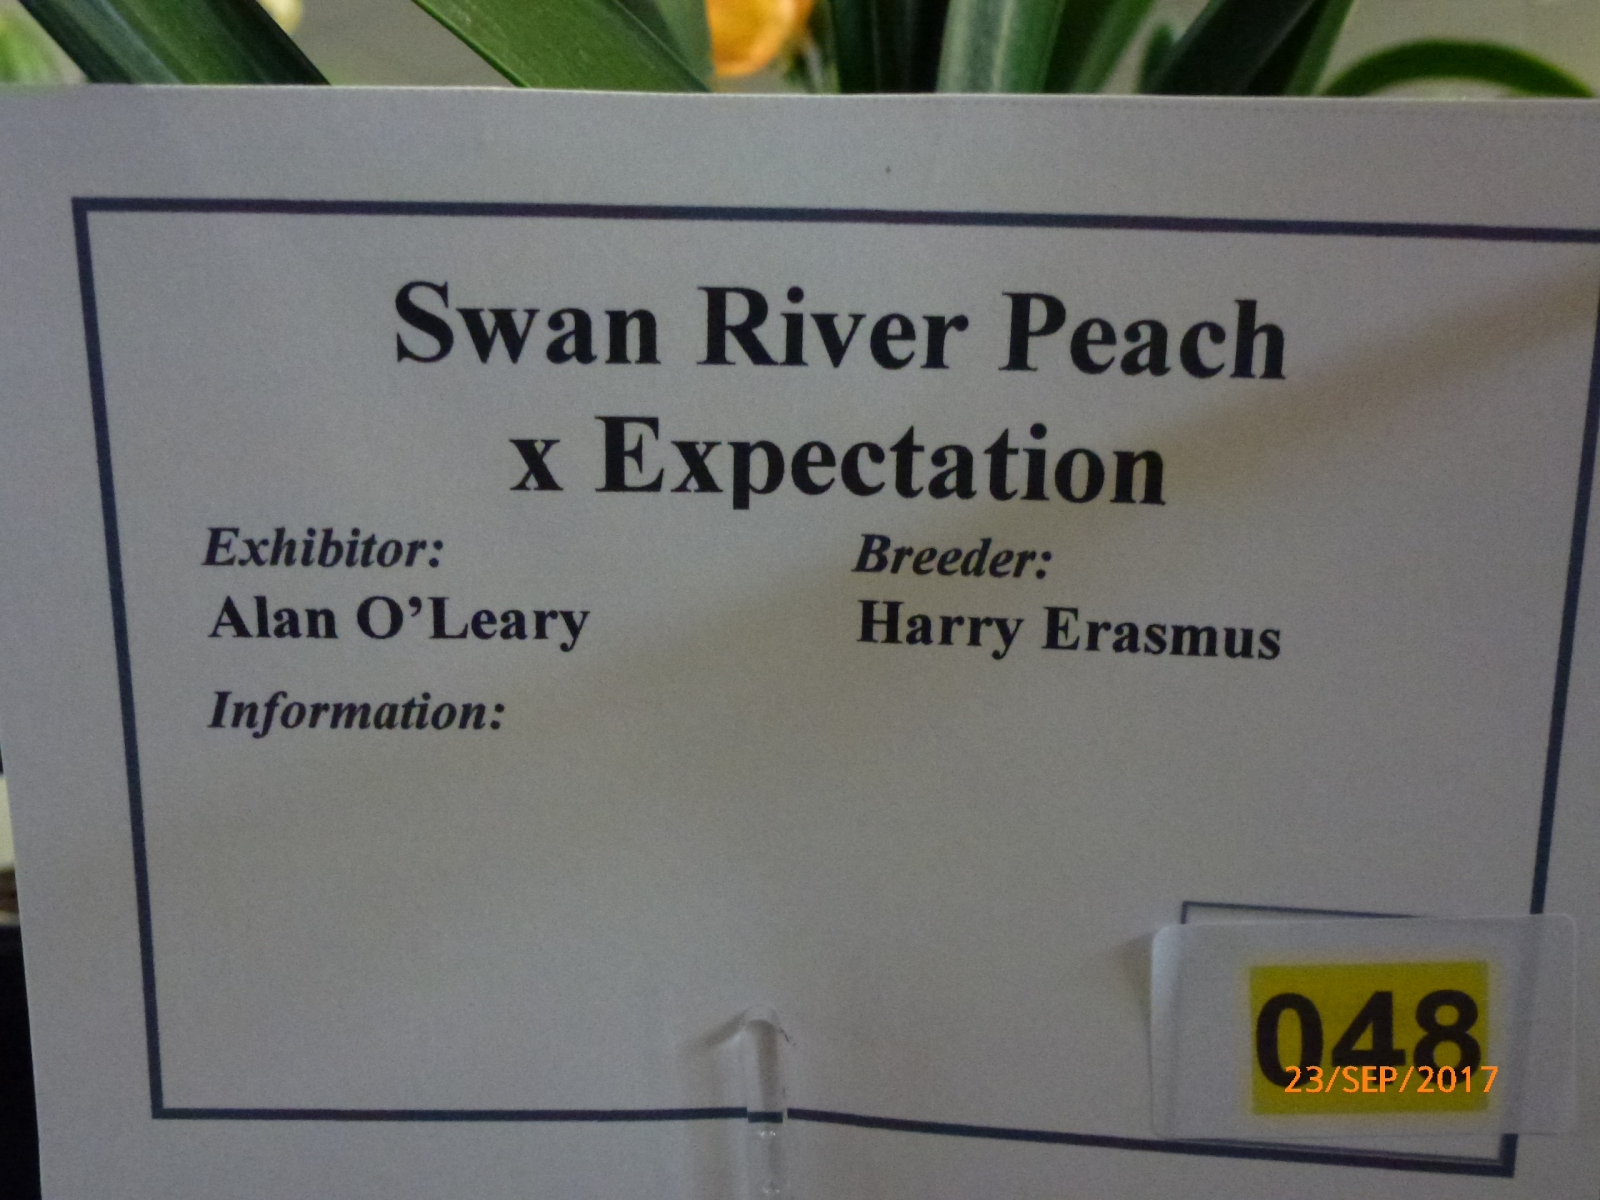 Swan River Peach
x Expectation
Exhibitor: Breeder:
Alan O’Leary Harry Erasmus
Information:
048
23/SEP/2017